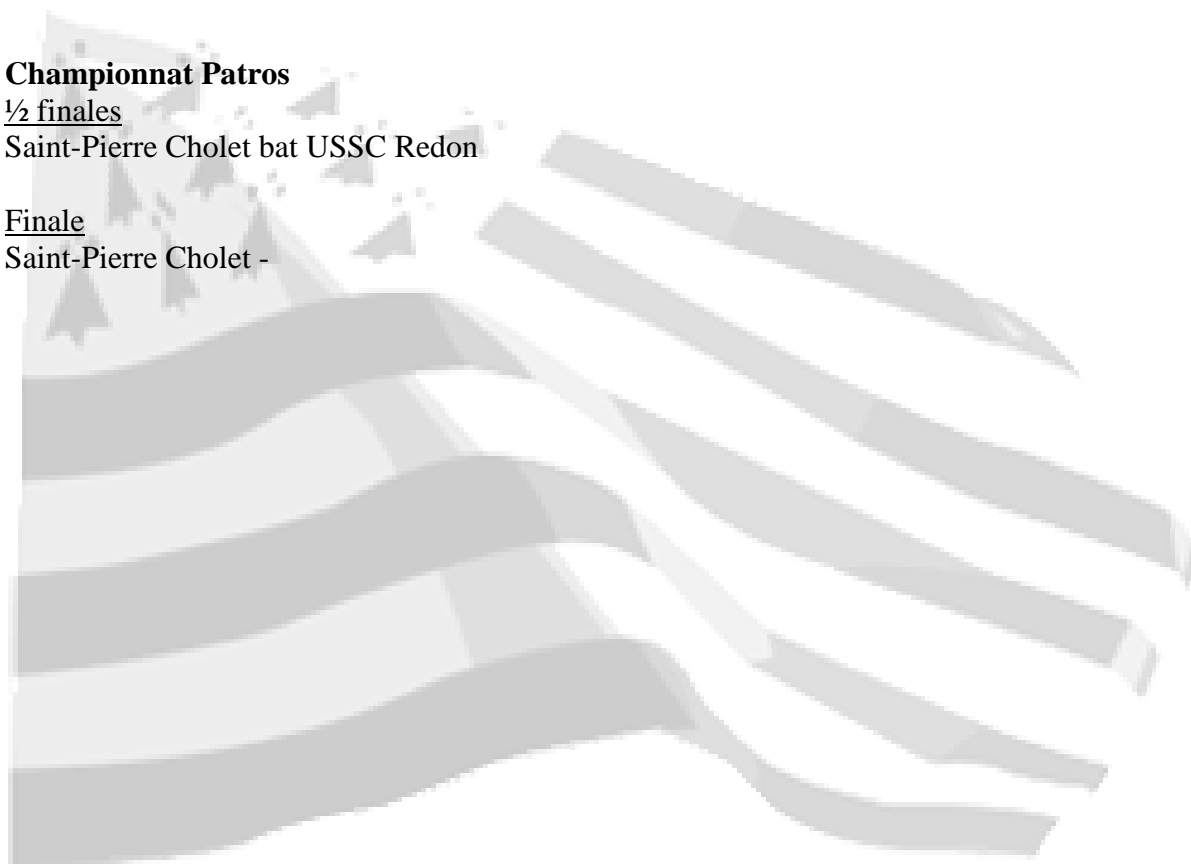 Championnat Patros
½ finales
Saint-Pierre Cholet bat USSC Redon
Finale
Saint-Pierre Cholet -